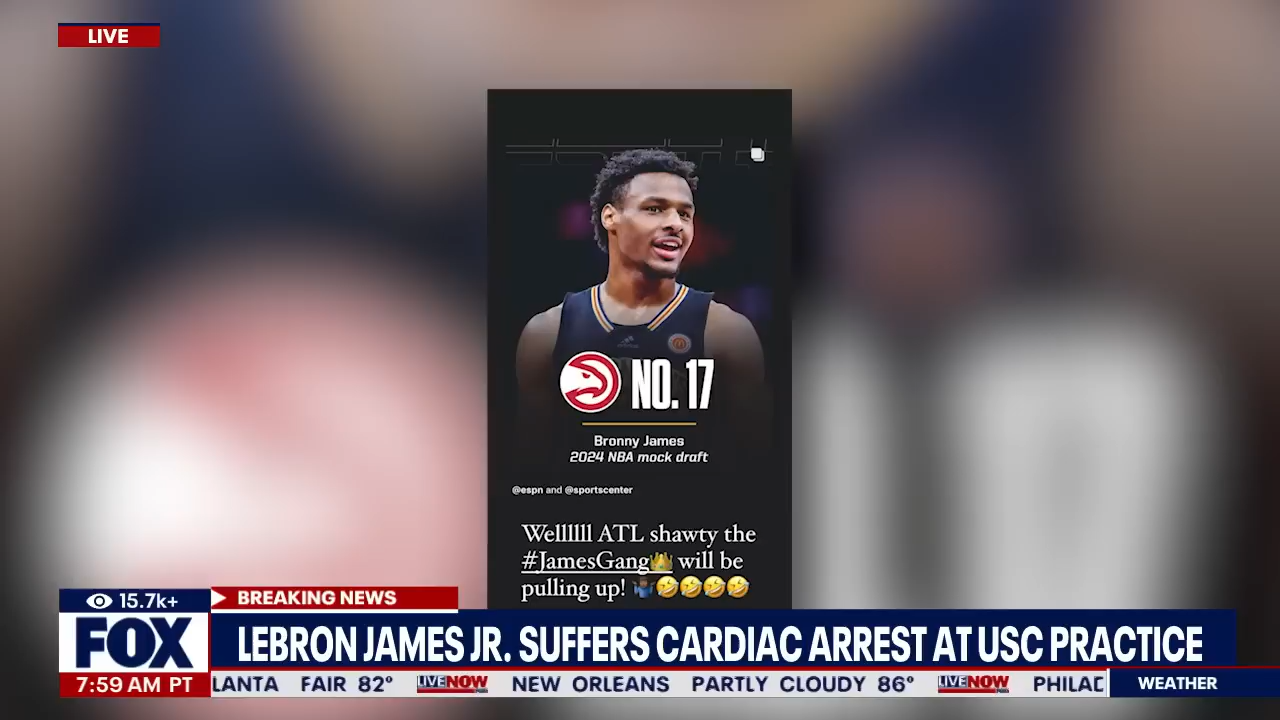 LIVE
NO. 17
Bronny James
2024 NBA mock draft
@espn and @sportscenter
Wellllll ATL shawty the
#JamesGang👑 will be
pulling up! 🤷🏾‍♂️🤣🤣🤣🤣
15.7k+
BREAKING NEWS
FOX
LEBRON JAMES JR. SUFFERS CARDIAC ARREST AT USC PRACTICE
7:59 AM PT
LANTA FAIR 82° LIVENOW NEW ORLEANS PARTLY CLOUDY 86° LIVENOW PHILAD
WEATHER